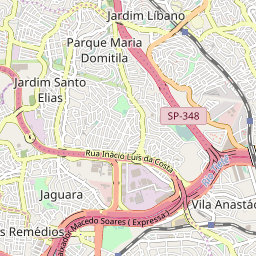 Jardim Líbano
Parque Maria
Domitila
Jardim Santo
Elias
SP-348
Rua Inácio Luís da Costa
Jaguara
Vila Anastác
Macedo Soares ( Expressa )
s Remédios